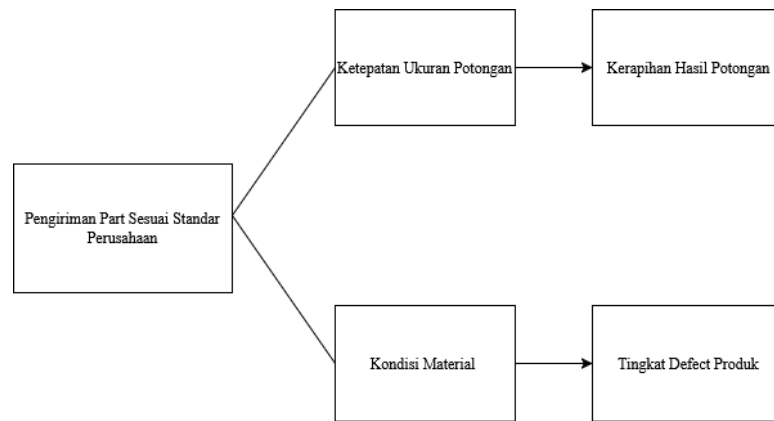 Ketepatan Ukuran Potongan
Kerapihan Hasil Potongan
Pengiriman Part Sesuai Standar
Perusahaan
Kondisi Material
Tingkat Defect Produk